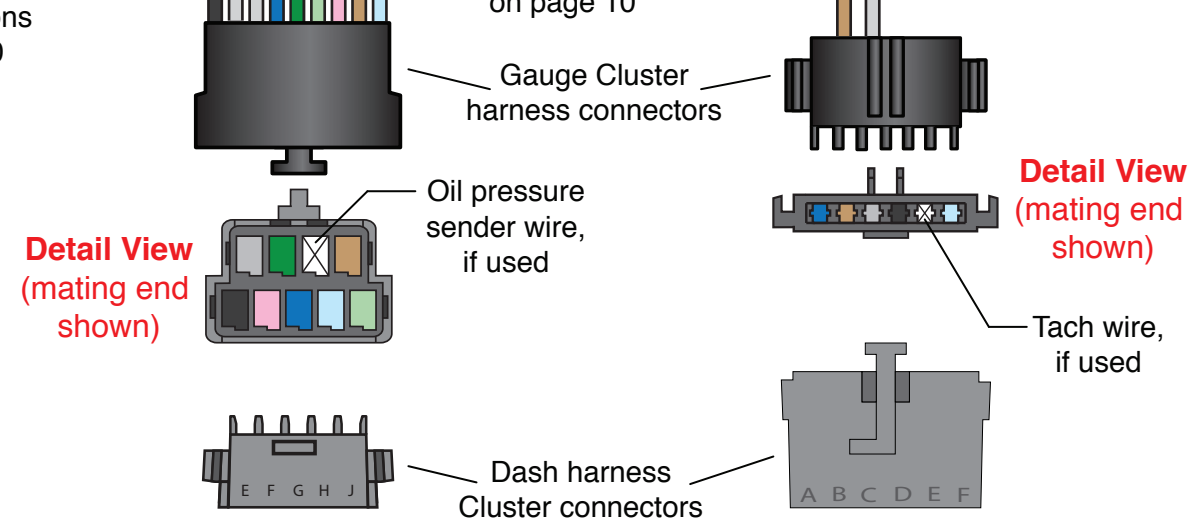 ons
on page 10
Gauge Cluster
harness connectors
Oil pressure
sender wire,
if used
Detail View
(mating end
shown)
Detail View
(mating end
shown)
Tach wire,
if used
E F G H J
Dash harness
Cluster connectors
A B C D E F